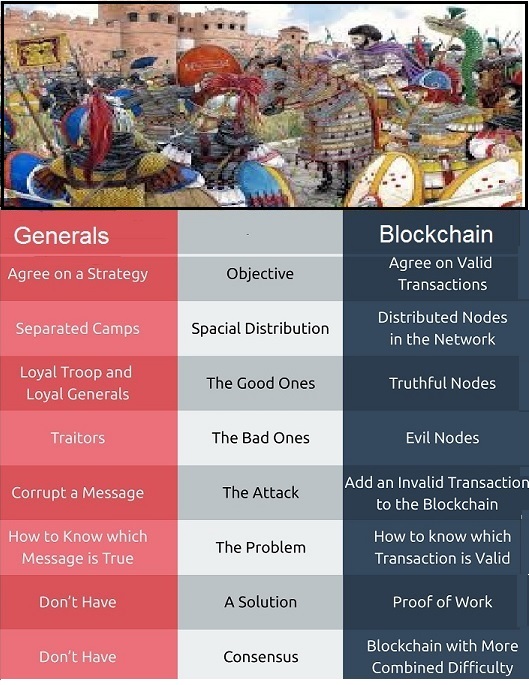 Generals
Blockchain
Agree on a Strategy
Objective
Agree on Valid
Transactions
Separated Camps
Spacial Distribution
Distributed Nodes
in the Network
Loyal Troop and
Loyal Generals
The Good Ones
Truthful Nodes
Traitors
The Bad Ones
Evil Nodes
Corrupt a Message
The Attack
Add an Invalid Transaction
to the Blockchain
How to Know which
Message is True
The Problem
How to know which
Transaction is Valid
Don't Have
A Solution
Proof of Work
Don't Have
Consensus
Blockchain with More
Combined Difficulty